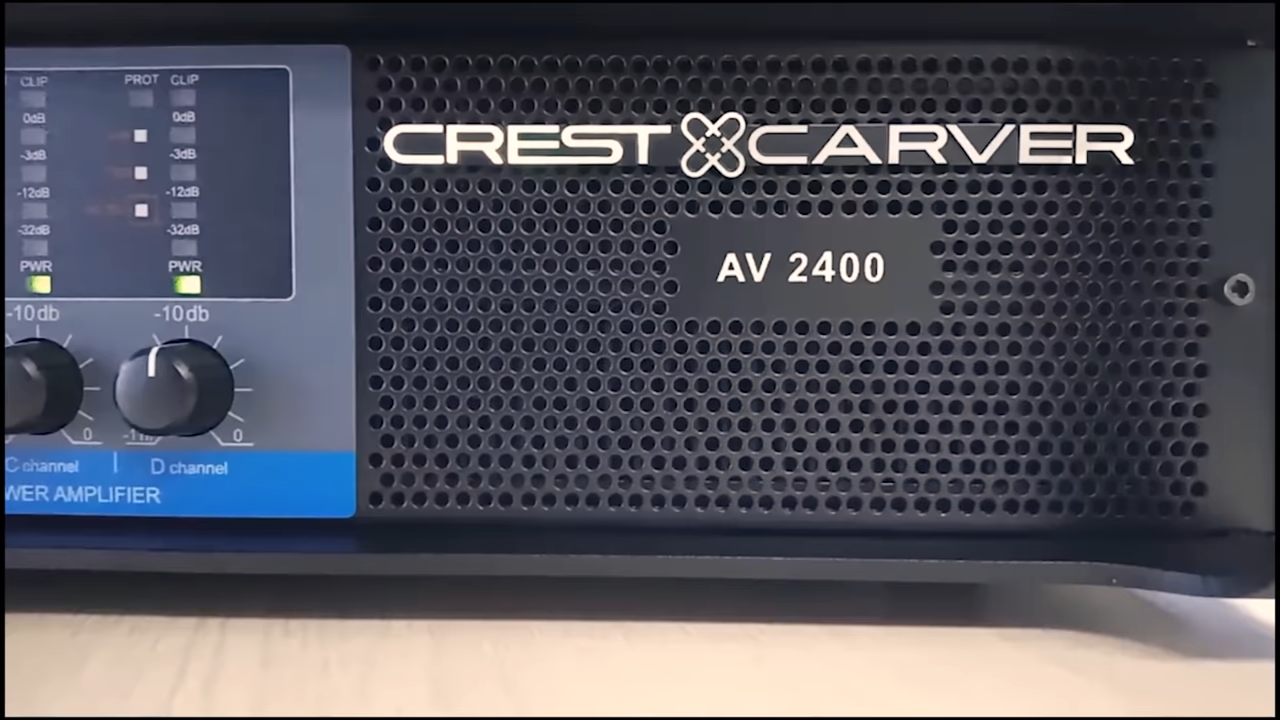 CLIP PROT CLIP
0dB 0dB
-3dB -3dB
-12dB -12dB
-32dB -32dB
PWR PWR
-10db -10db
0 0
C channel | D channel
WER AMPLIFIER
CREST CARVER
AV 2400